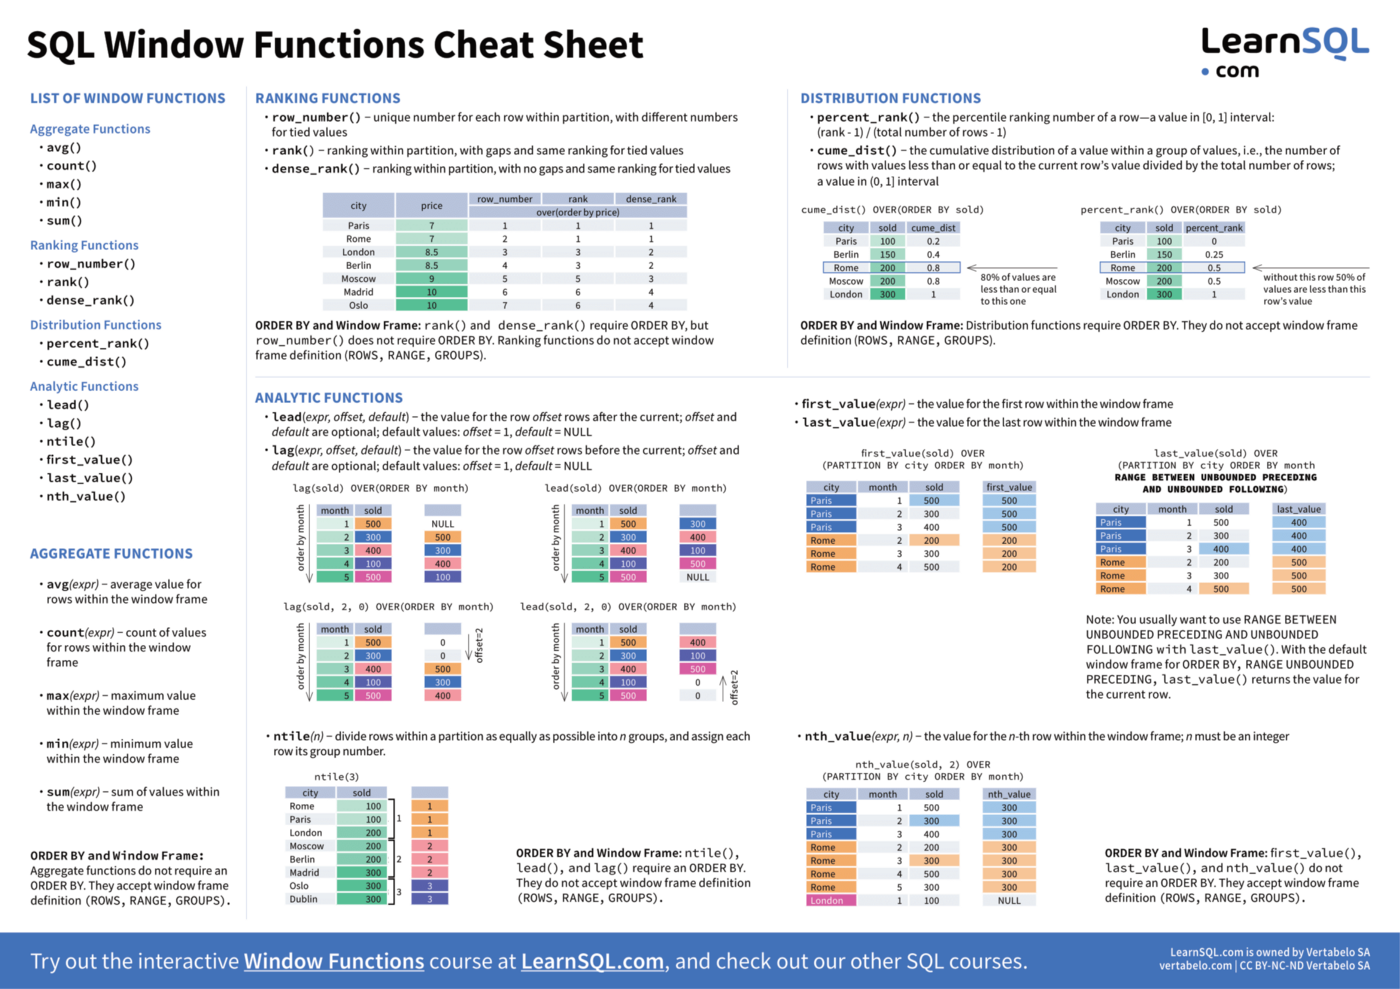 SQL Window Functions Cheat Sheet
LearnSQL
• com
LIST OF WINDOW FUNCTIONS
Aggregate Functions
• avg()
• count()
• max()
• min()
• sum()
Ranking Functions
• row_number()
• rank()
• dense_rank()
Distribution Functions
• percent_rank()
• cume_dist()
Analytic Functions
• lead()
• lag()
• ntile()
• first_value()
• last_value()
• nth_value()
AGGREGATE FUNCTIONS
• avg(expr) – average value for
rows within the window frame
• count(expr) – count of values
for rows within the window
frame
• max(expr) – maximum value
within the window frame
• min(expr) – minimum value
within the window frame
• sum(expr) – sum of values within
the window frame
ORDER BY and Window Frame:
Aggregate functions do not require an
ORDER BY. They accept window frame
definition (ROWS, RANGE, GROUPS).
RANKING FUNCTIONS
• row_number() – unique number for each row within partition, with different numbers
for tied values
• rank() – ranking within partition, with gaps and same ranking for tied values
• dense_rank() – ranking within partition, with no gaps and same ranking for tied values
city price row_number rank dense_rank
over(order by price)
Paris 7 1 1 1
Rome 7 2 1 1
London 8.5 3 3 2
Berlin 8.5 4 3 2
Moscow 9 5 5 3
Madrid 10 6 6 4
Oslo 10 7 6 4
ORDER BY and Window Frame: rank() and dense_rank() require ORDER BY, but
row_number() does not require ORDER BY. Ranking functions do not accept window
frame definition (ROWS, RANGE, GROUPS).
DISTRIBUTION FUNCTIONS
• percent_rank() – the percentile ranking number of a row—a value in [0, 1] interval:
(rank - 1) / (total number of rows - 1)
• cume_dist() – the cumulative distribution of a value within a group of values, i.e., the number of
rows with values less than or equal to the current row's value divided by the total number of rows;
a value in (0, 1] interval
cume_dist() OVER(ORDER BY sold)
city sold cume_dist
Paris 100 0.2
Berlin 150 0.4
Rome 200 0.8
Moscow 200 0.8
London 300 1
80% of values are
less than or equal
to this one
percent_rank() OVER(ORDER BY sold)
city sold percent_rank
Paris 100 0
Berlin 150 0.25
Rome 200 0.5
Moscow 200 0.5
London 300 1
without this row 50% of
values are less than this
row's value
ORDER BY and Window Frame: Distribution functions require ORDER BY. They do not accept window frame
definition (ROWS, RANGE, GROUPS).
ANALYTIC FUNCTIONS
• lead(expr, offset, default) – the value for the row offset rows after the current; offset and
default are optional; default values: offset = 1, default = NULL
• lag(expr, offset, default) – the value for the row offset rows before the current; offset and
default are optional; default values: offset = 1, default = NULL
lag(sold) OVER(ORDER BY month)
order by month
month sold
1 500 NULL
2 300 500
3 400 300
4 100 400
5 500 100
lead(sold) OVER(ORDER BY month)
order by month
month sold
1 500 300
2 300 400
3 400 100
4 100 500
5 500 NULL
lag(sold, 2, 0) OVER(ORDER BY month)
order by month
month sold
1 500 0
2 300 0
3 400 500
4 100 300
5 500 400
offset=2
lead(sold, 2, 0) OVER(ORDER BY month)
order by month
month sold
1 500 400
2 300 100
3 400 500
4 100 0
5 500 0
offset=2
• ntile(n) – divide rows within a partition as equally as possible into n groups, and assign each
row its group number.
ntile(3)
city sold
Rome 100 1
Paris 100 1
London 200 1
1
Moscow 200 2
Berlin 200 2
Madrid 300 2
2
Oslo 300 3
Dublin 300 3
3
ORDER BY and Window Frame: ntile(),
lead(), and lag() require an ORDER BY.
They do not accept window frame definition
(ROWS, RANGE, GROUPS).
• first_value(expr) – the value for the first row within the window frame
• last_value(expr) – the value for the last row within the window frame
first_value(sold) OVER
(PARTITION BY city ORDER BY month)
city month sold first_value
Paris 1 500 500
Paris 2 300 500
Paris 3 400 500
Rome 2 200 200
Rome 3 300 200
Rome 4 500 200
last_value(sold) OVER
(PARTITION BY city ORDER BY month
RANGE BETWEEN UNBOUNDED PRECEDING
AND UNBOUNDED FOLLOWING)
city month sold last_value
Paris 1 500 400
Paris 2 300 400
Paris 3 400 400
Rome 2 200 500
Rome 3 300 500
Rome 4 500 500
Note: You usually want to use RANGE BETWEEN
UNBOUNDED PRECEDING AND UNBOUNDED
FOLLOWING with last_value(). With the default
window frame for ORDER BY, RANGE UNBOUNDED
PRECEDING, last_value() returns the value for
the current row.
• nth_value(expr, n) – the value for the n-th row within the window frame; n must be an integer
nth_value(sold, 2) OVER
(PARTITION BY city ORDER BY month)
city month sold nth_value
Paris 1 500 300
Paris 2 300 300
Paris 3 400 300
Rome 2 200 300
Rome 3 300 300
Rome 4 500 300
Rome 5 300 300
London 1 100 NULL
ORDER BY and Window Frame: first_value(),
last_value(), and nth_value() do not
require an ORDER BY. They accept window frame
definition (ROWS, RANGE, GROUPS).
Try out the interactive Window Functions course at LearnSQL.com, and check out our other SQL courses.
LearnSQL.com is owned by Vertabelo SA
vertabelo.com | CC BY-NC-ND Vertabelo SA